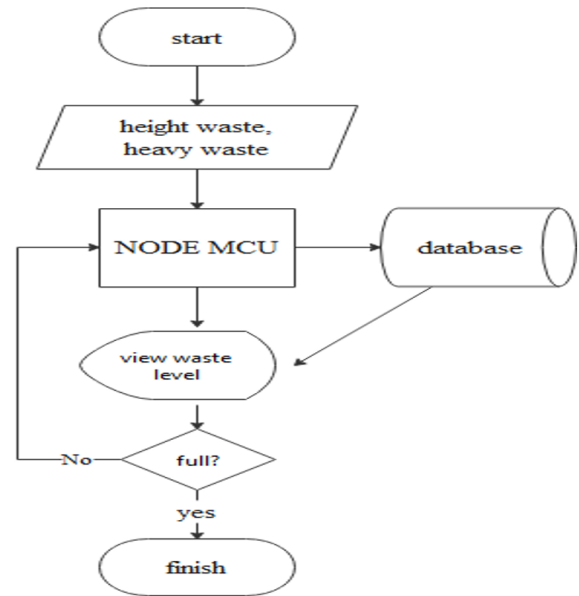 start
height waste,
heavy waste
NODE MCU
database
view waste
level
full?
No
yes
finish